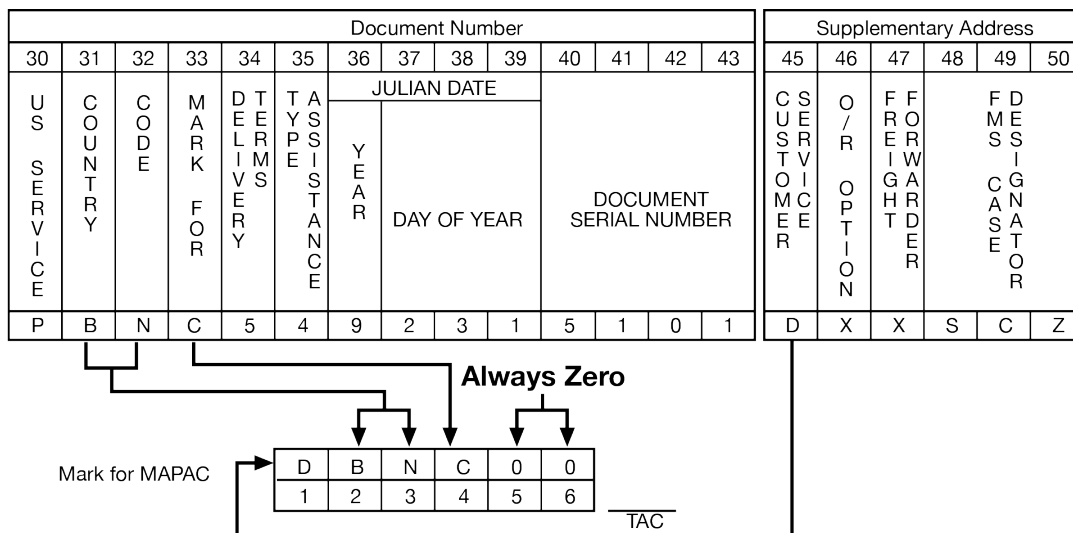 Document Number
Supplementary Address
30 31 32 33 34 35 36 37 38 39 40 41 42 43 45 46 47 48 49 50
US SERVICE
COUNTRY
CODE
MARK FOR
DELIVERY
TERMS
TYPE
ASSISTANCE
JULIAN DATE
YEAR
DAY OF YEAR
DOCUMENT
SERIAL NUMBER
CUSTOMER
SERVICE
O/R OPTION
FREIGHT
FORWARDER
FMS CASE
DESIGNATOR
P B N C 5 4 9 2 3 1 5 1 0 1 D X X S C Z
Always Zero
Mark for MAPAC
D B N C 0 0
1 2 3 4 5 6
TAC